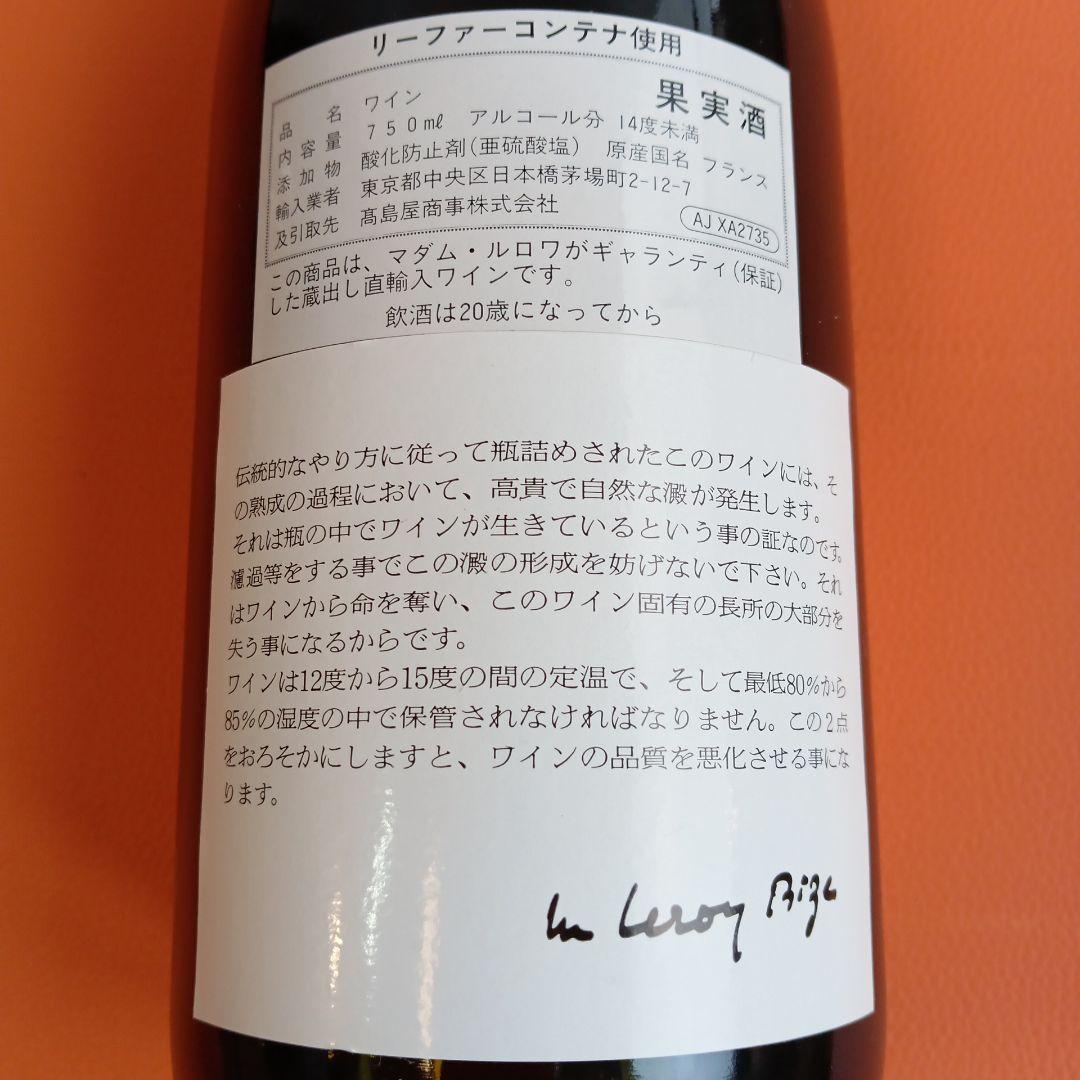 リーファーコンテナ使用
果実酒
品名 ワイン
内容量 750㎖ アルコール分 14度未満
添加物 酸化防止剤(亜硫酸塩) 原産国名 フランス
輸入業者 東京都中央区日本橋茅場町2-12-7
及引取先 髙島屋商事株式会社
AJ XA2735
この商品は、マダム・ルロワがギャランティ(保証)
した蔵出し直輸入ワインです。
飲酒は20歳になってから
伝統的なやり方に従って瓶詰めされたこのワインには、そ
の熟成の過程において、高貴で自然な澱が発生します。
それは瓶の中でワインが生きているという事の証なのです。
濾過等をする事でこの澱の形成を妨げないで下さい。それ
はワインから命を奪い、このワイン固有の長所の大部分を
失う事になるからです。
ワインは12度から15度の間の定温で、そして最低80%から
85%の湿度の中で保管されなければなりません。この2点
をおろそかにしますと、ワインの品質を悪化させる事にな
ります。
Leroy Bize